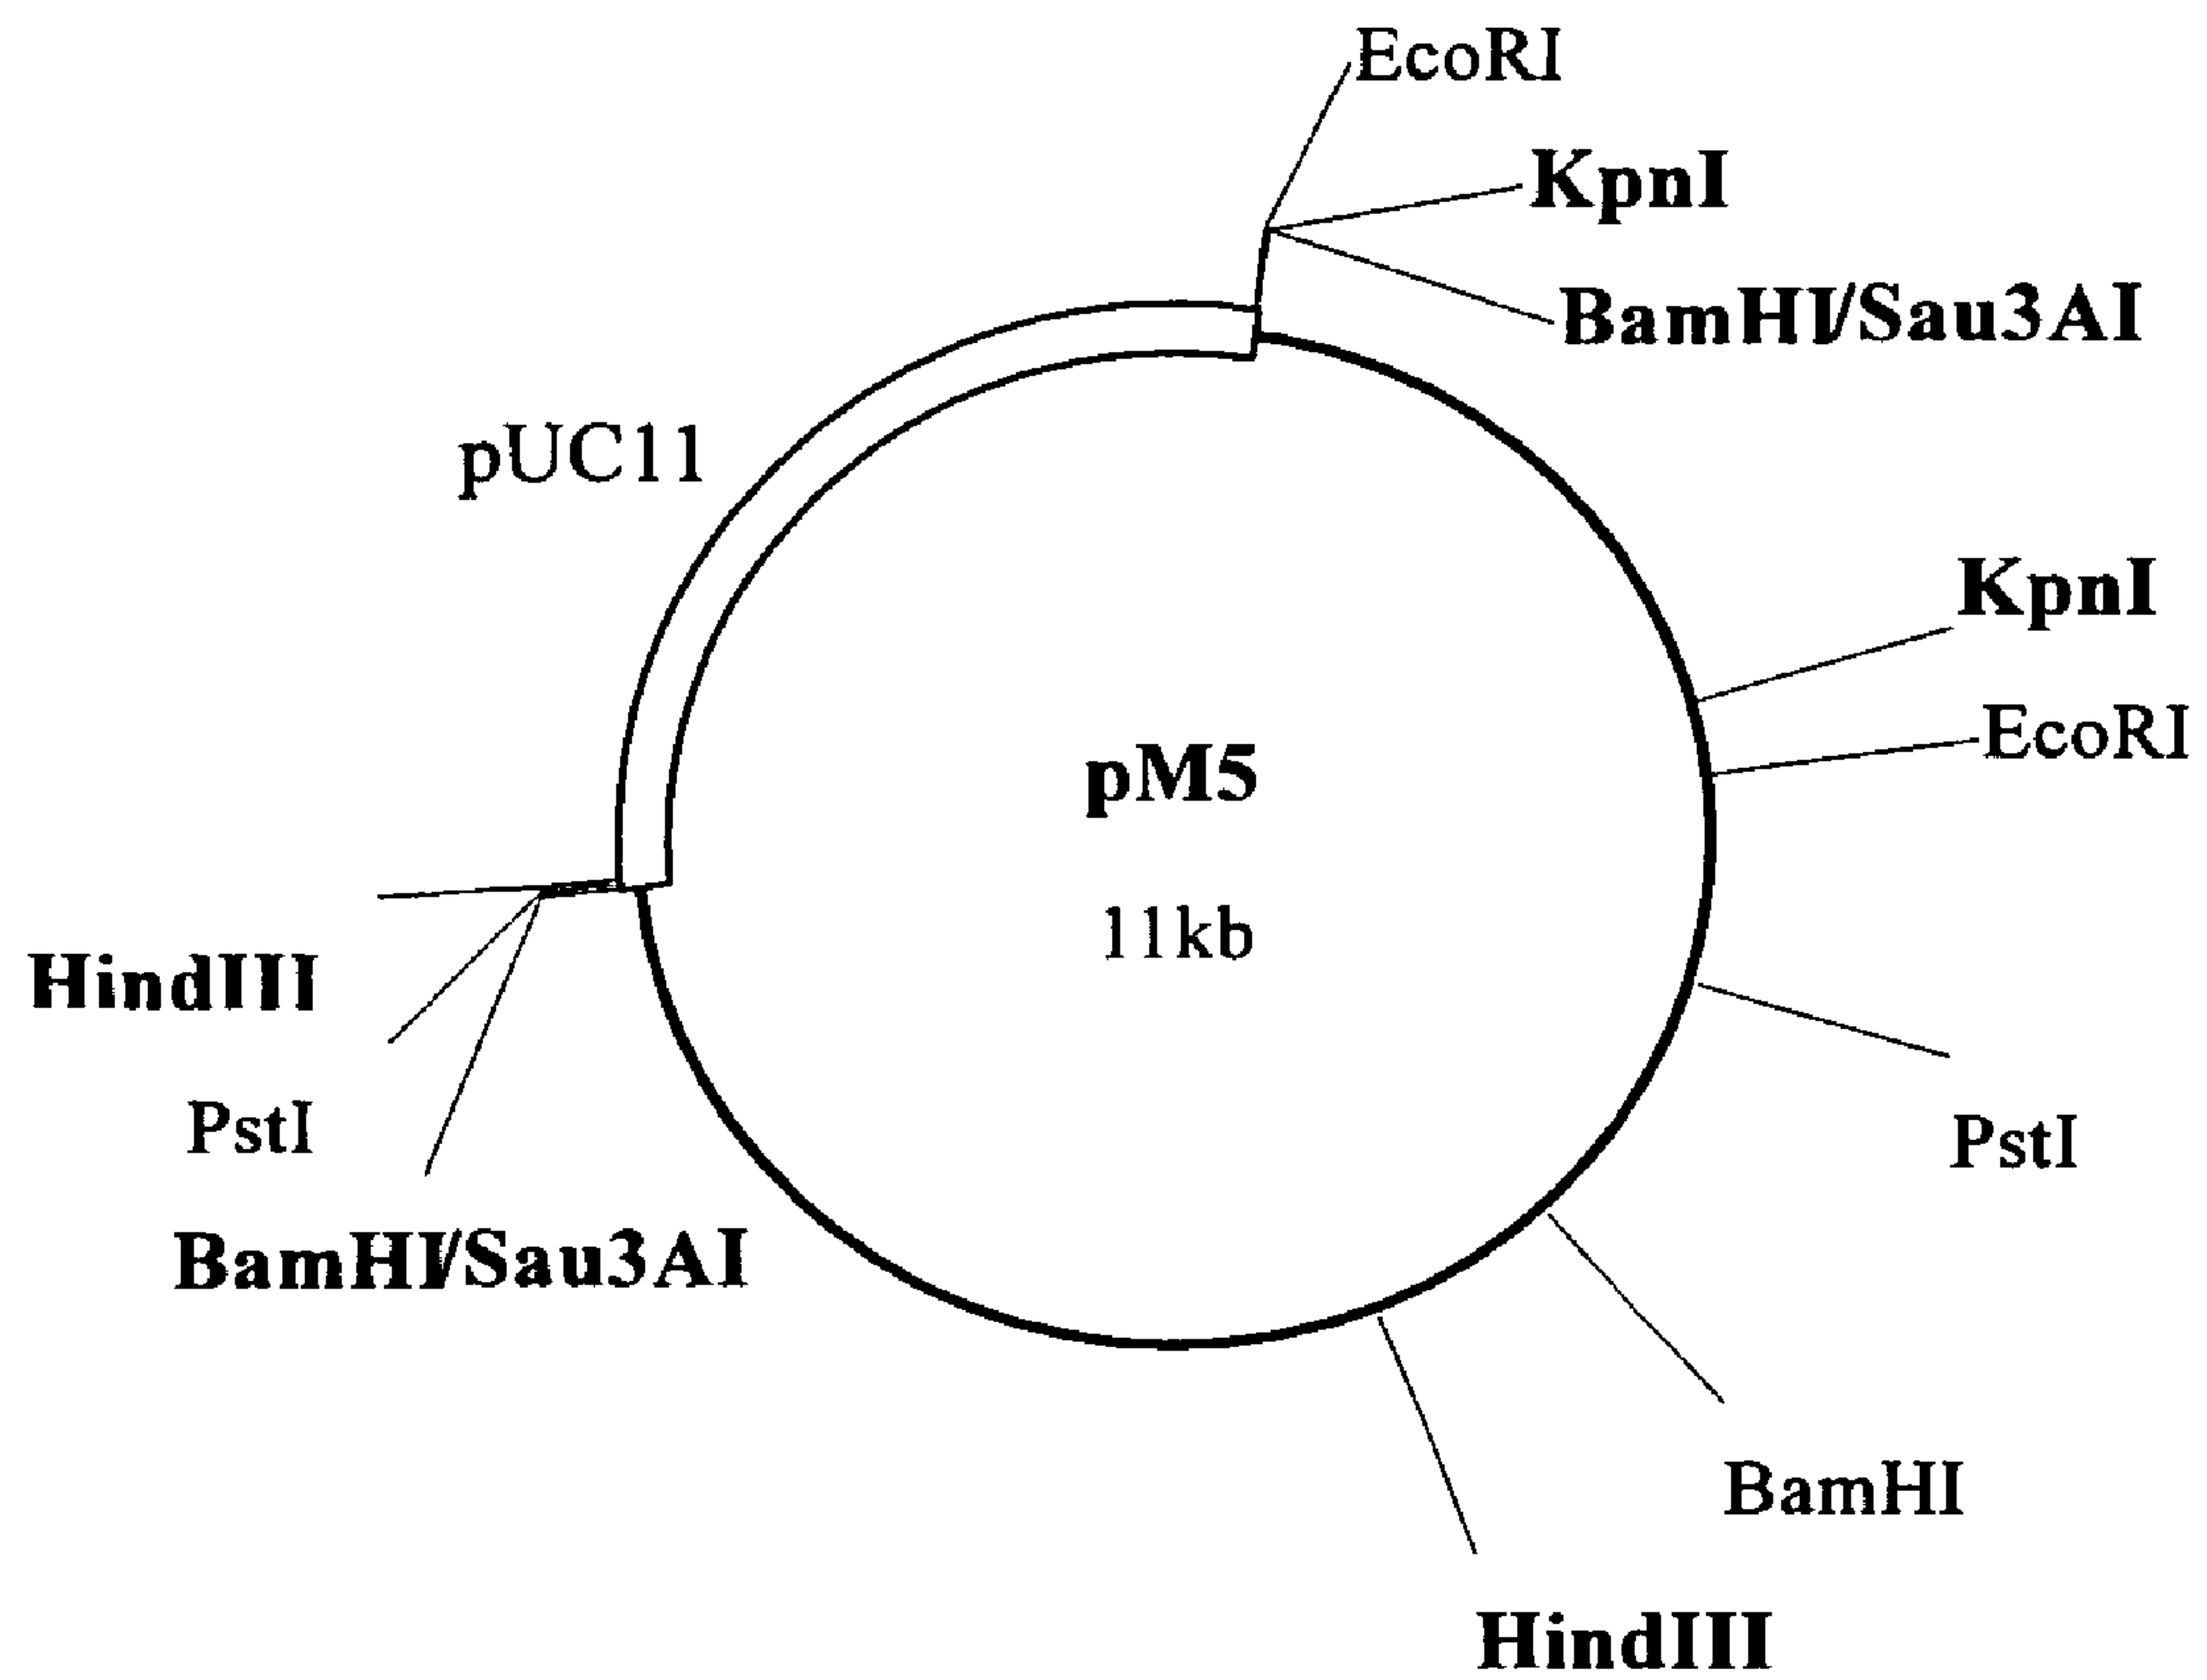 EcoRI
KpnI
BamHI/Sau3AI
pUC11
KpnI
EcoRI
pM5
11kb
HindIII
PstI
PstI
BamHI/Sau3AI
BamHI
HindIII